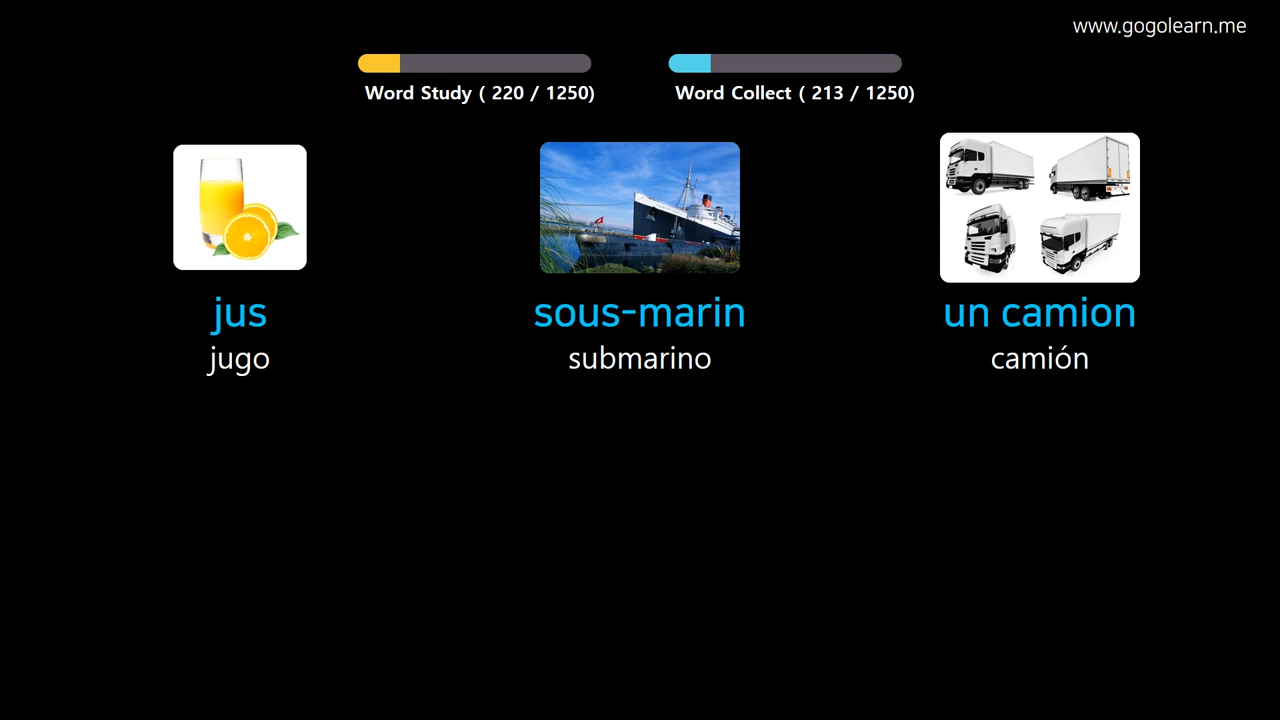 www.gogolearn.me
Word Study ( 220 / 1250)
Word Collect ( 213 / 1250)
jus
sous-marin
un camion
jugo
submarino
camión